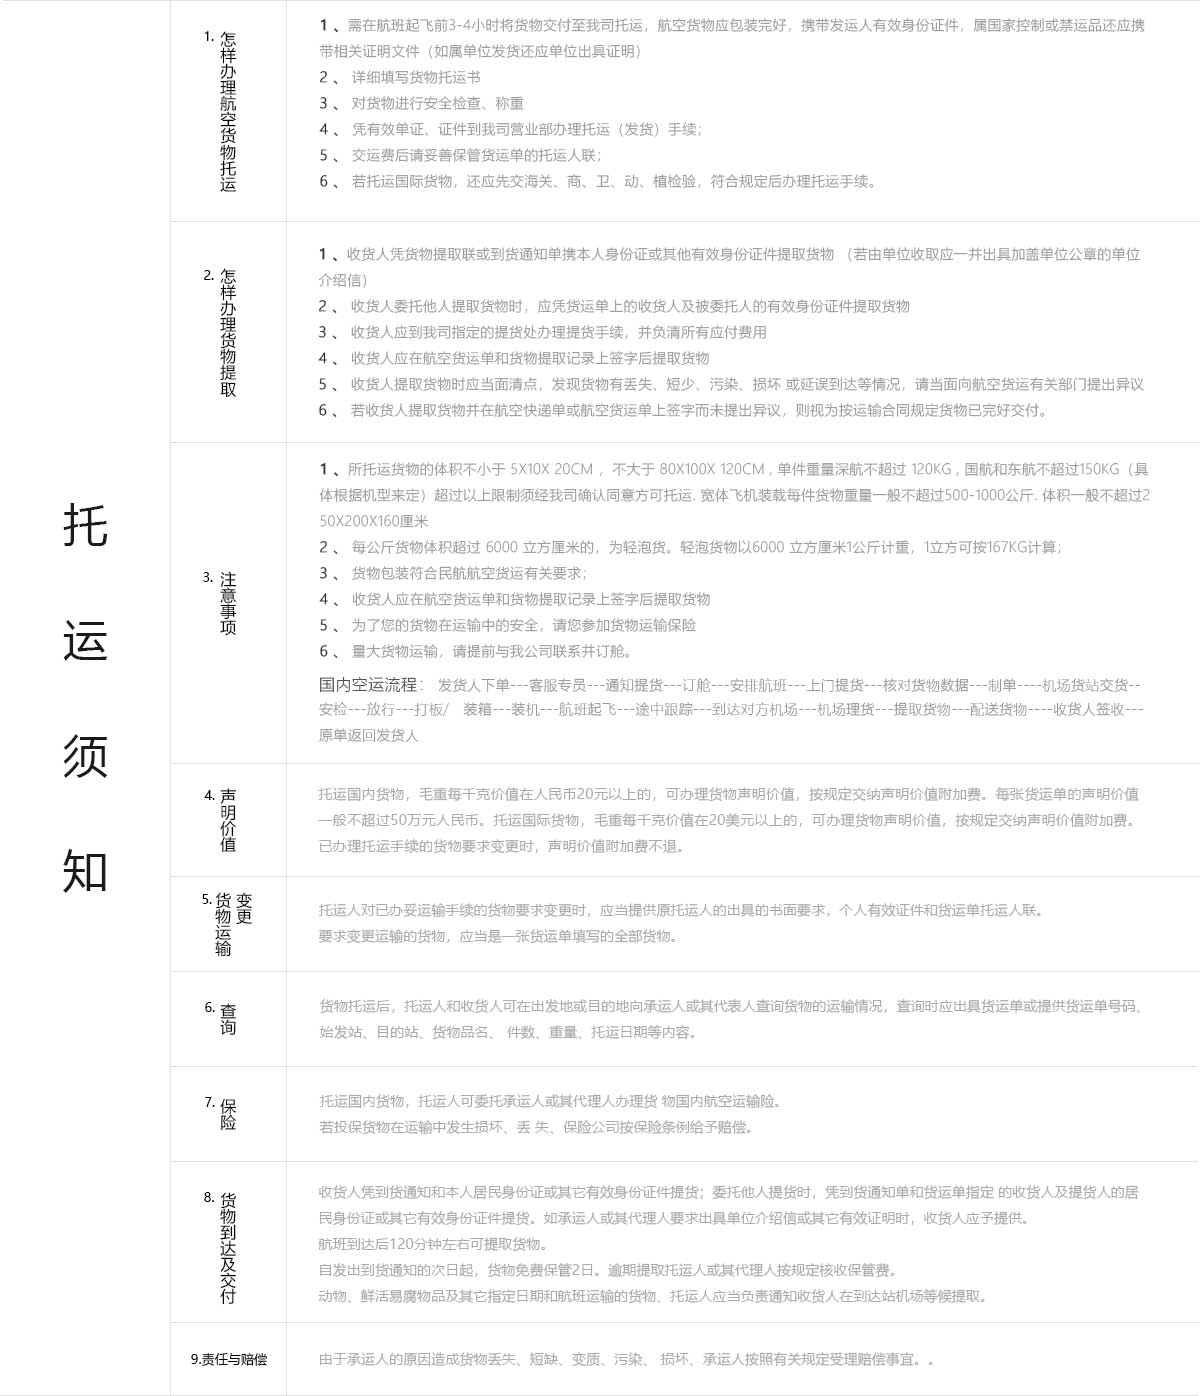 托运须知
1. 怎样办理航空货物托运
1 、需在航班起飞前3-4小时将货物交付至我司托运，航空货物应包装完好，携带发运人有效身份证件，属国家控制或禁运品还应携
带相关证明文件（如属单位发货还应单位出具证明）
2 、 详细填写货物托运书
3 、 对货物进行安全检查、称重
4 、 凭有效单证、证件到我司营业部办理托运（发货）手续；
5 、 交运费后请妥善保管货运单的托运人联；
6 、 若托运国际货物，还应先交海关、商、卫、动、植检验，符合规定后办理托运手续。
2. 怎样办理货物提取
1 、收货人凭货物提取联或到货通知单携本人身份证或其他有效身份证件提取货物 （若由单位收取应一并出具加盖单位公章的单位
介绍信）
2 、 收货人委托他人提取货物时，应凭货运单上的收货人及被委托人的有效身份证件提取货物
3 、 收货人应到我司指定的提货处办理提货手续，并负清所有应付费用
4 、 收货人应在航空货运单和货物提取记录上签字后提取货物
5 、 收货人提取货物时应当面清点，发现货物有丢失、短少、污染、损坏 或延误到达等情况，请当面向航空货运有关部门提出异议
6 、 若收货人提取货物并在航空快递单或航空货运单上签字而未提出异议，则视为按运输合同规定货物已完好交付。
3. 注意事项
1 、所托运货物的体积不小于 5X10X 20CM ，不大于 80X100X 120CM , 单件重量深航不超过 120KG , 国航和东航不超过150KG（具
体根据机型来定）超过以上限制须经我司确认同意方可托运. 宽体飞机装载每件货物重量一般不超过500-1000公斤. 体积一般不超过2
50X200X160厘米
2 、 每公斤货物体积超过 6000 立方厘米的，为轻泡货。轻泡货物以6000 立方厘米1公斤计重，1立方可按167KG计算；
3 、 货物包装符合民航航空货运有关要求；
4 、 收货人应在航空货运单和货物提取记录上签字后提取货物
5 、 为了您的货物在运输中的安全，请您参加货物运输保险
6 、 量大货物运输，请提前与我公司联系并订舱。
国内空运流程： 发货人下单---客服专员---通知提货---订舱---安排航班---上门提货---核对货物数据---制单----机场货站交货--
安检---放行---打板/ 装箱---装机---航班起飞---途中跟踪---到达对方机场---机场理货---提取货物---配送货物----收货人签收---
原单返回发货人
4. 声明价值
托运国内货物，毛重每千克价值在人民币20元以上的，可办理货物声明价值，按规定交纳声明价值附加费。每张货运单的声明价值
一般不超过50万元人民币。托运国际货物，毛重每千克价值在20美元以上的，可办理货物声明价值，按规定交纳声明价值附加费。
已办理托运手续的货物要求变更时，声明价值附加费不退。
5. 货物运输变更
托运人对已办妥运输手续的货物要求变更时，应当提供原托运人的出具的书面要求，个人有效证件和货运单托运人联。
要求变更运输的货物，应当是一张货运单填写的全部货物。
6. 查询
货物托运后，托运人和收货人可在出发地或目的地向承运人或其代表人查询货物的运输情况，查询时应出具货运单或提供货运单号码、
始发站、目的站、货物品名、 件数、重量、托运日期等内容。
7. 保险
托运国内货物，托运人可委托承运人或其代理人办理货 物国内航空运输险。
若投保货物在运输中发生损坏、丢 失、保险公司按保险条例给予赔偿。
8. 货物到达及交付
收货人凭到货通知和本人居民身份证或其它有效身份证件提货；委托他人提货时，凭到货通知单和货运单指定 的收货人及提货人的居
民身份证或其它有效身份证件提货。如承运人或其代理人要求出具单位介绍信或其它有效证明时，收货人应予提供。
航班到达后120分钟左右可提取货物。
自发出到货通知的次日起，货物免费保管2日。逾期提取托运人或其代理人按规定核收保管费。
动物、鲜活易腐物品及其它指定日期和航班运输的货物、托运人应当负责通知收货人在到达站机场等候提取。
9.责任与赔偿
由于承运人的原因造成货物丢失、短缺、变质、污染、 损坏、承运人按照有关规定受理赔偿事宜。。